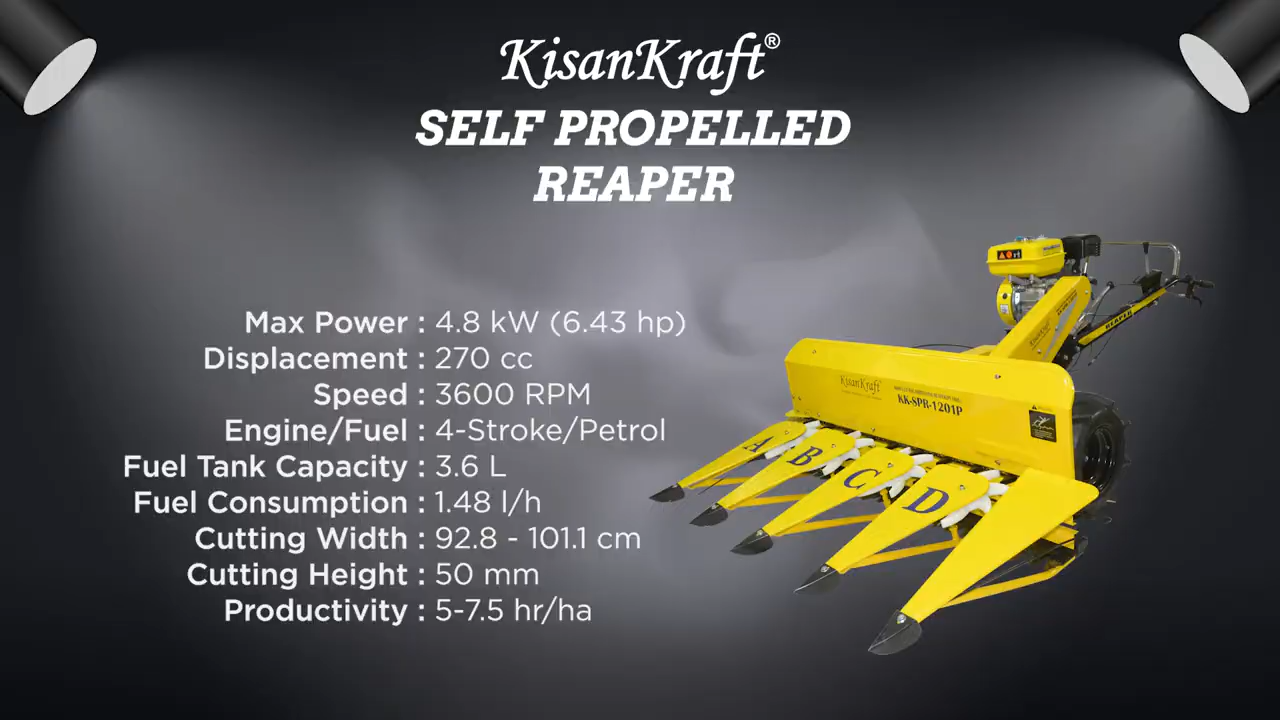 KisanKraft®
SELF PROPELLED
REAPER
Max Power : 4.8 kW (6.43 hp)
Displacement : 270 cc
Speed : 3600 RPM
Engine/Fuel : 4-Stroke/Petrol
Fuel Tank Capacity : 3.6 L
Fuel Consumption : 1.48 l/h
Cutting Width : 92.8 - 101.1 cm
Cutting Height : 50 mm
Productivity : 5-7.5 hr/ha
REAPER
KisanKraft
KisanKraft
KK-SPR-1201P
A B C D